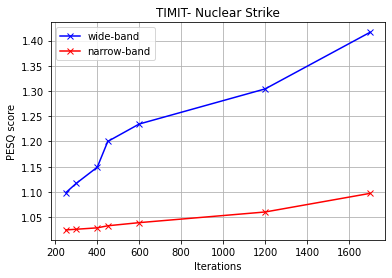 TIMIT- Nuclear Strike
wide-band
narrow-band
1.40
1.35
1.30
1.25
1.20
1.15
1.10
1.05
PESQ score
200 400 600 800 1000 1200 1400 1600
Iterations